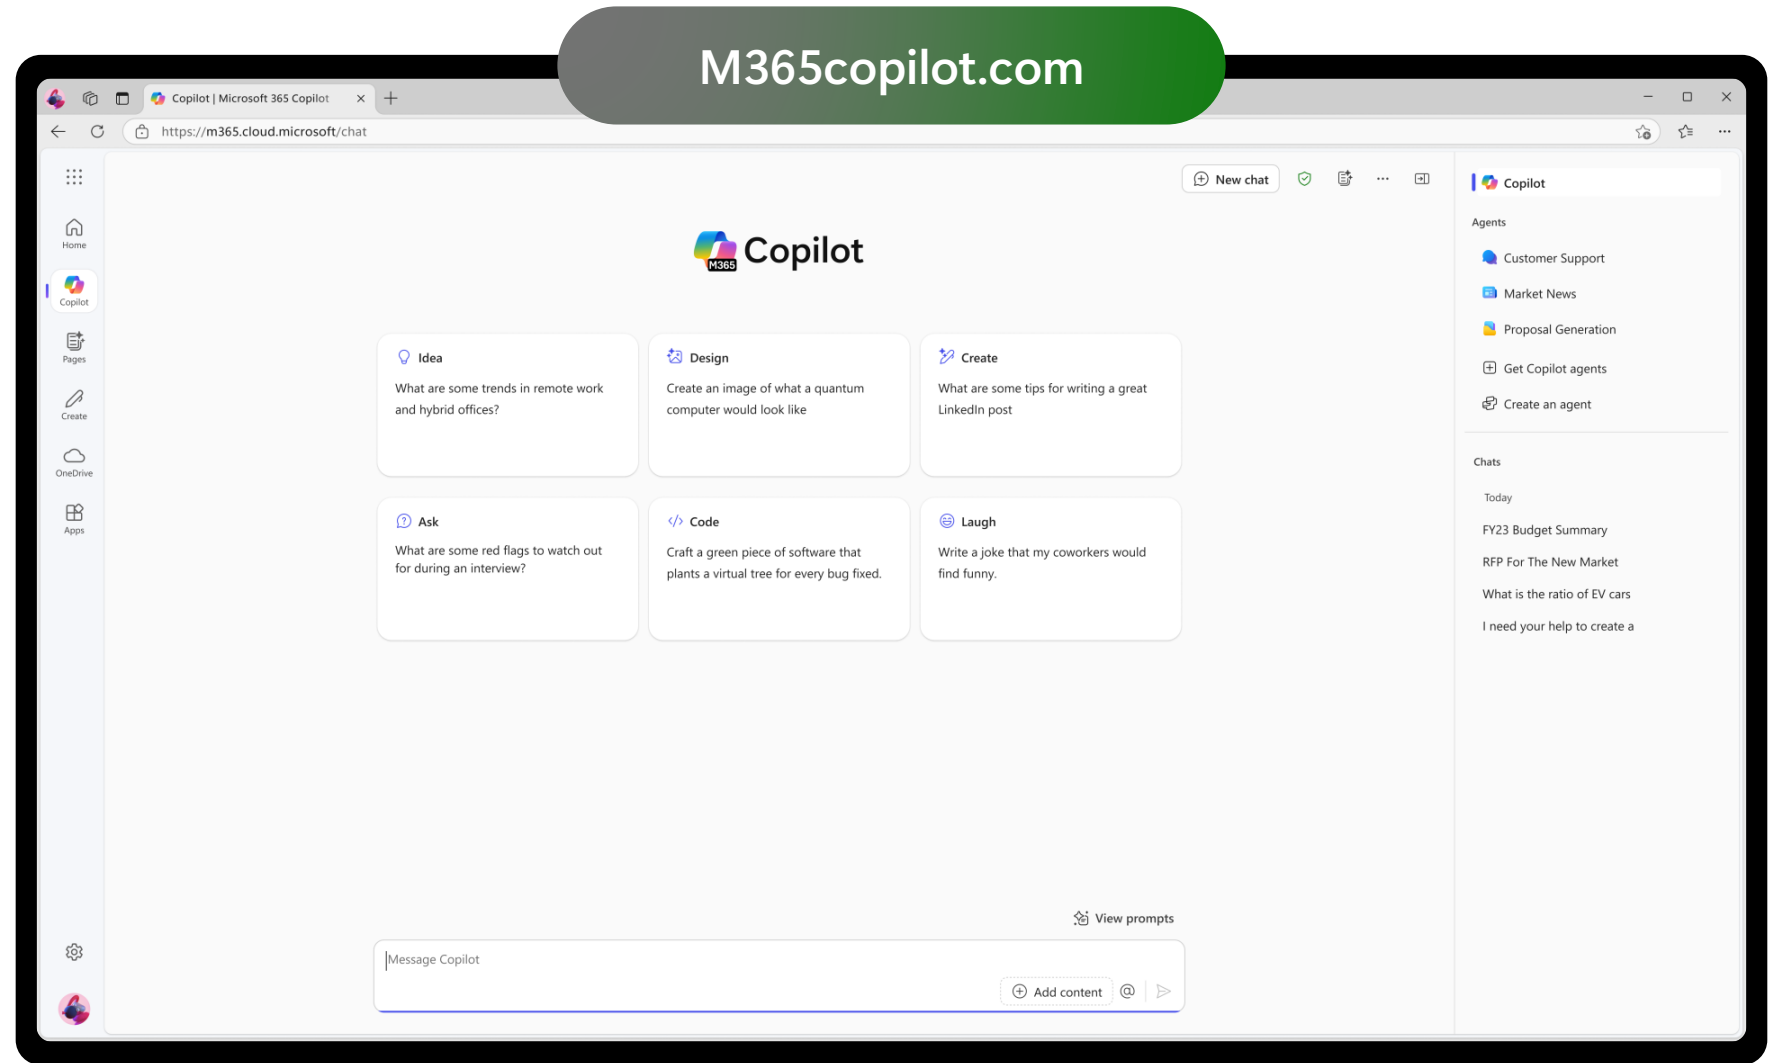 M365copilot.com
Copilot | Microsoft 365 Copilot
https://m365.cloud.microsoft/chat
Home
Copilot
Pages
Create
OneDrive
Apps
New chat
M365
Copilot
Idea
What are some trends in remote work
and hybrid offices?
Design
Create an image of what a quantum
computer would look like
Create
What are some tips for writing a great
LinkedIn post
Ask
What are some red flags to watch out
for during an interview?
Code
Craft a green piece of software that
plants a virtual tree for every bug fixed.
Laugh
Write a joke that my coworkers would
find funny.
View prompts
Message Copilot
Add content
@
Copilot
Agents
Customer Support
Market News
Proposal Generation
Get Copilot agents
Create an agent
Chats
Today
FY23 Budget Summary
RFP For The New Market
What is the ratio of EV cars
I need your help to create a